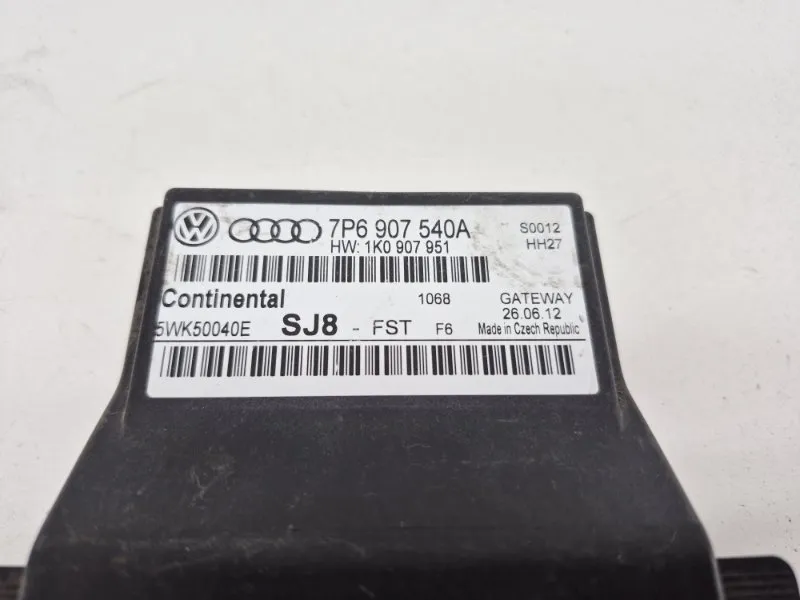 VW 7P6 907 540A S0012
HW: 1K0 907 951 HH27
Continental 1068 GATEWAY
26.06.12
5WK50040E SJ8 - FST F6 Made in Czech Republic